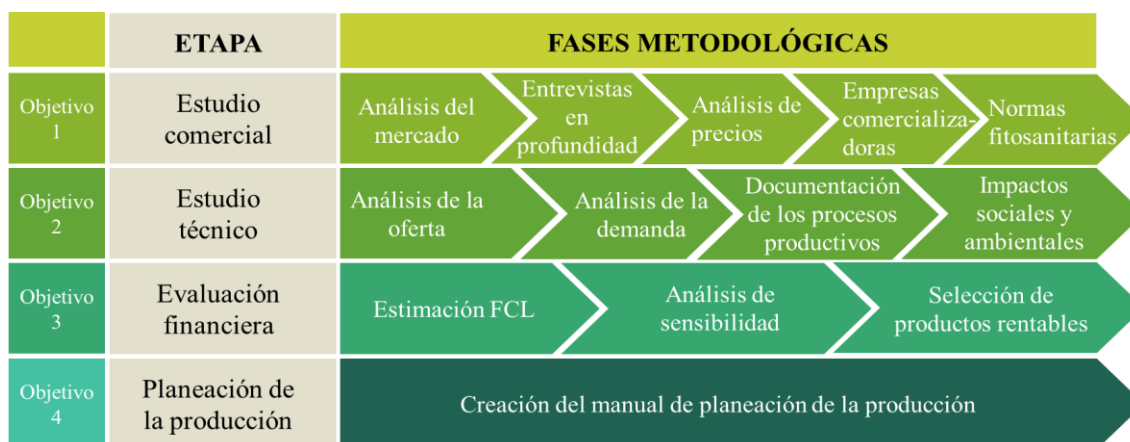 ETAPA
FASES METODOLÓGICAS
Objetivo
1
Estudio
comercial
Análisis del
mercado
Entrevistas
en
profundidad
Análisis de
precios
Empresas
comercializa-
doras
Normas
fitosanitarias
Objetivo
2
Estudio
técnico
Análisis de la
oferta
Análisis de la
demanda
Documentación
de los procesos
productivos
Impactos
sociales y
ambientales
Objetivo
3
Evaluación
financiera
Estimación FCL
Análisis de
sensibilidad
Selección de
productos rentables
Objetivo
4
Planeación de
la producción
Creación del manual de planeación de la producción